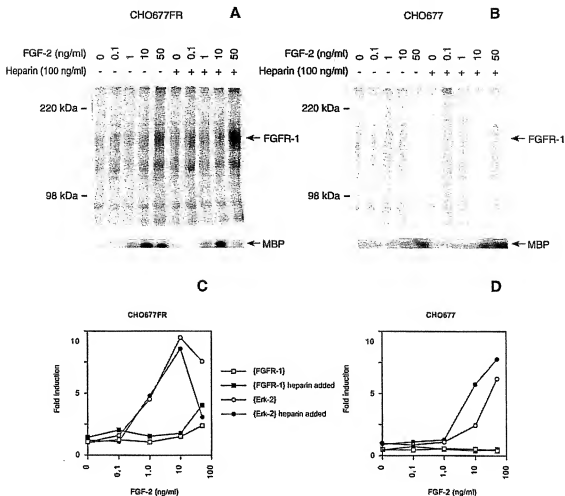 CHO677FR A
FGF-2 (ng/ml) 0 0.1 1 10 50 0 0.1 1 10 50
Heparin (100 ng/ml) - - - - - + + + + +
220 kDa –
FGFR-1
98 kDa –
MBP
CHO677 B
FGF-2 (ng/ml) 0 0.1 1 10 50 0 0.1 1 10 50
Heparin (100 ng/ml) - - - - - + + + + +
220 kDa –
FGFR-1
98 kDa –
MBP
C
CHO677FR
Fold induction
10
5
0
0 0,1 1,0 10 100
FGF-2 (ng/ml)
{FGFR-1}
{FGFR-1} heparin added
{Erk-2}
{Erk-2} heparin added
D
CHO677
Fold induction
10
5
0
0 0,1 1,0 10 100
FGF-2 (ng/ml)